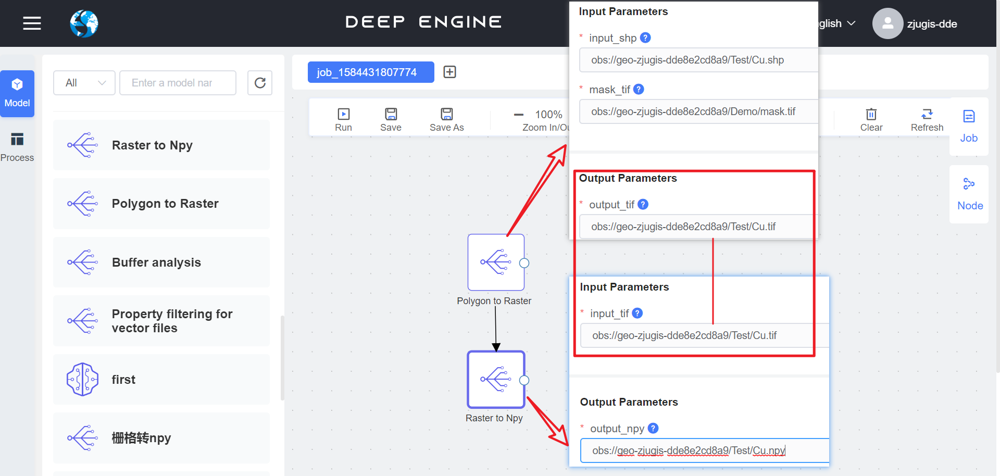 DEEP ENGINE
glish
zjugis-dde
Model
Process
All
Enter a model nar
Raster to Npy
Polygon to Raster
Buffer analysis
Property filtering for
vector files
first
栅格转npy
job_1584431807774
Run
Save
Save As
100%
Zoom In/Ou
Clear
Refresh
Job
Node
Polygon to Raster
Raster to Npy
Input Parameters
* input_shp ?
obs://geo-zjugis-dde8e2cd8a9/Test/Cu.shp
* mask_tif ?
obs://geo-zjugis-dde8e2cd8a9/Demo/mask.tif
Output Parameters
* output_tif ?
obs://geo-zjugis-dde8e2cd8a9/Test/Cu.tif
Input Parameters
* input_tif ?
obs://geo-zjugis-dde8e2cd8a9/Test/Cu.tif
Output Parameters
* output_npy ?
obs://geo-zjugis-dde8e2cd8a9/Test/Cu.npy